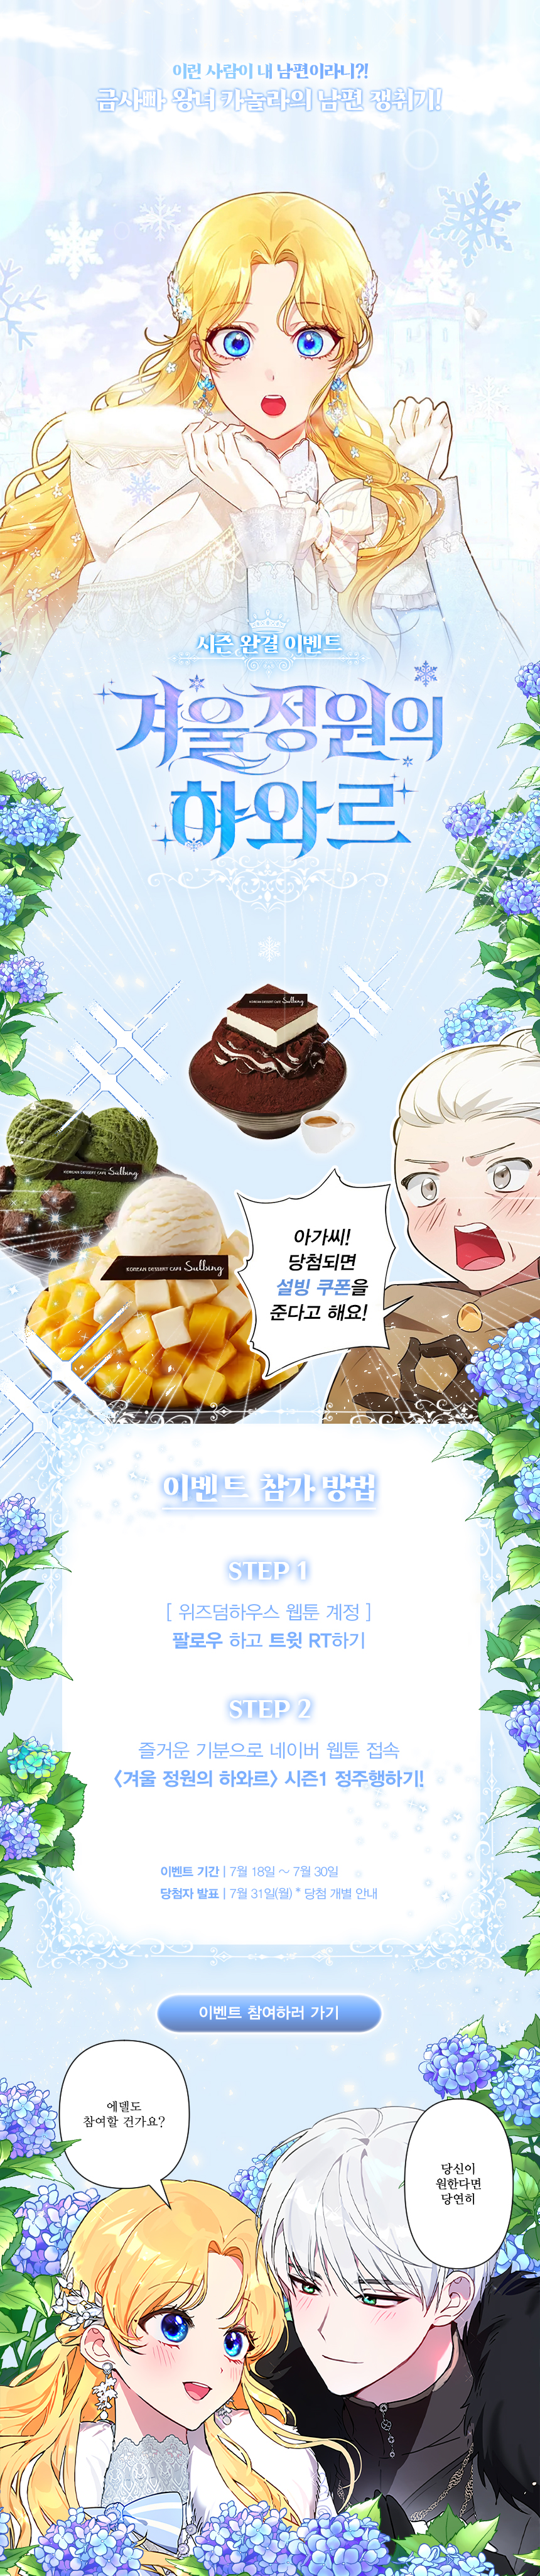 이런 사람이 내 남편이라니?!
금사빠 왕녀 카놀라의 남편 쟁취기!
시즌 완결 이벤트
겨울정원의
하와르
KOREAN DESSERT CAFE Sulbing
KOREAN DESSERT CAFE Sulbing
KOREAN DESSERT CAFE Sulbing
아가씨!
당첨되면
설빙 쿠폰을
준다고 해요!
이벤트 참가 방법
STEP 1
[ 위즈덤하우스 웹툰 계정 ]
팔로우 하고 트윗 RT하기
STEP 2
즐거운 기분으로 네이버 웹툰 접속
<겨울 정원의 하와르> 시즌1 정주행하기!
이벤트 기간 | 7월 18일 ~ 7월 30일
당첨자 발표 | 7월 31일(월) * 당첨 개별 안내
이벤트 참여하러 가기
에델도
참여할 건가요?
당신이
원한다면
당연히